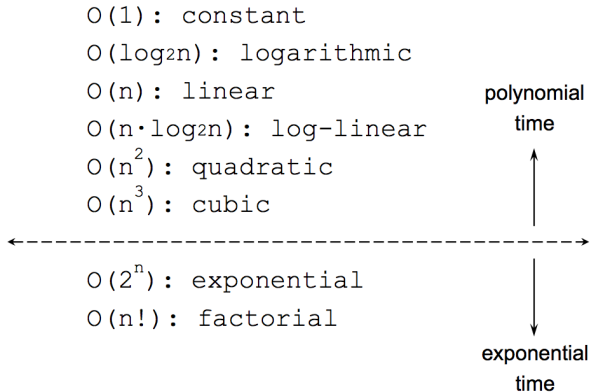 O(1): constant
O(log2n): logarithmic
O(n): linear
O(n·log2n): log-linear
O(n²): quadratic
O(n³): cubic
polynomial
time
O(2ⁿ): exponential
O(n!): factorial
exponential
time